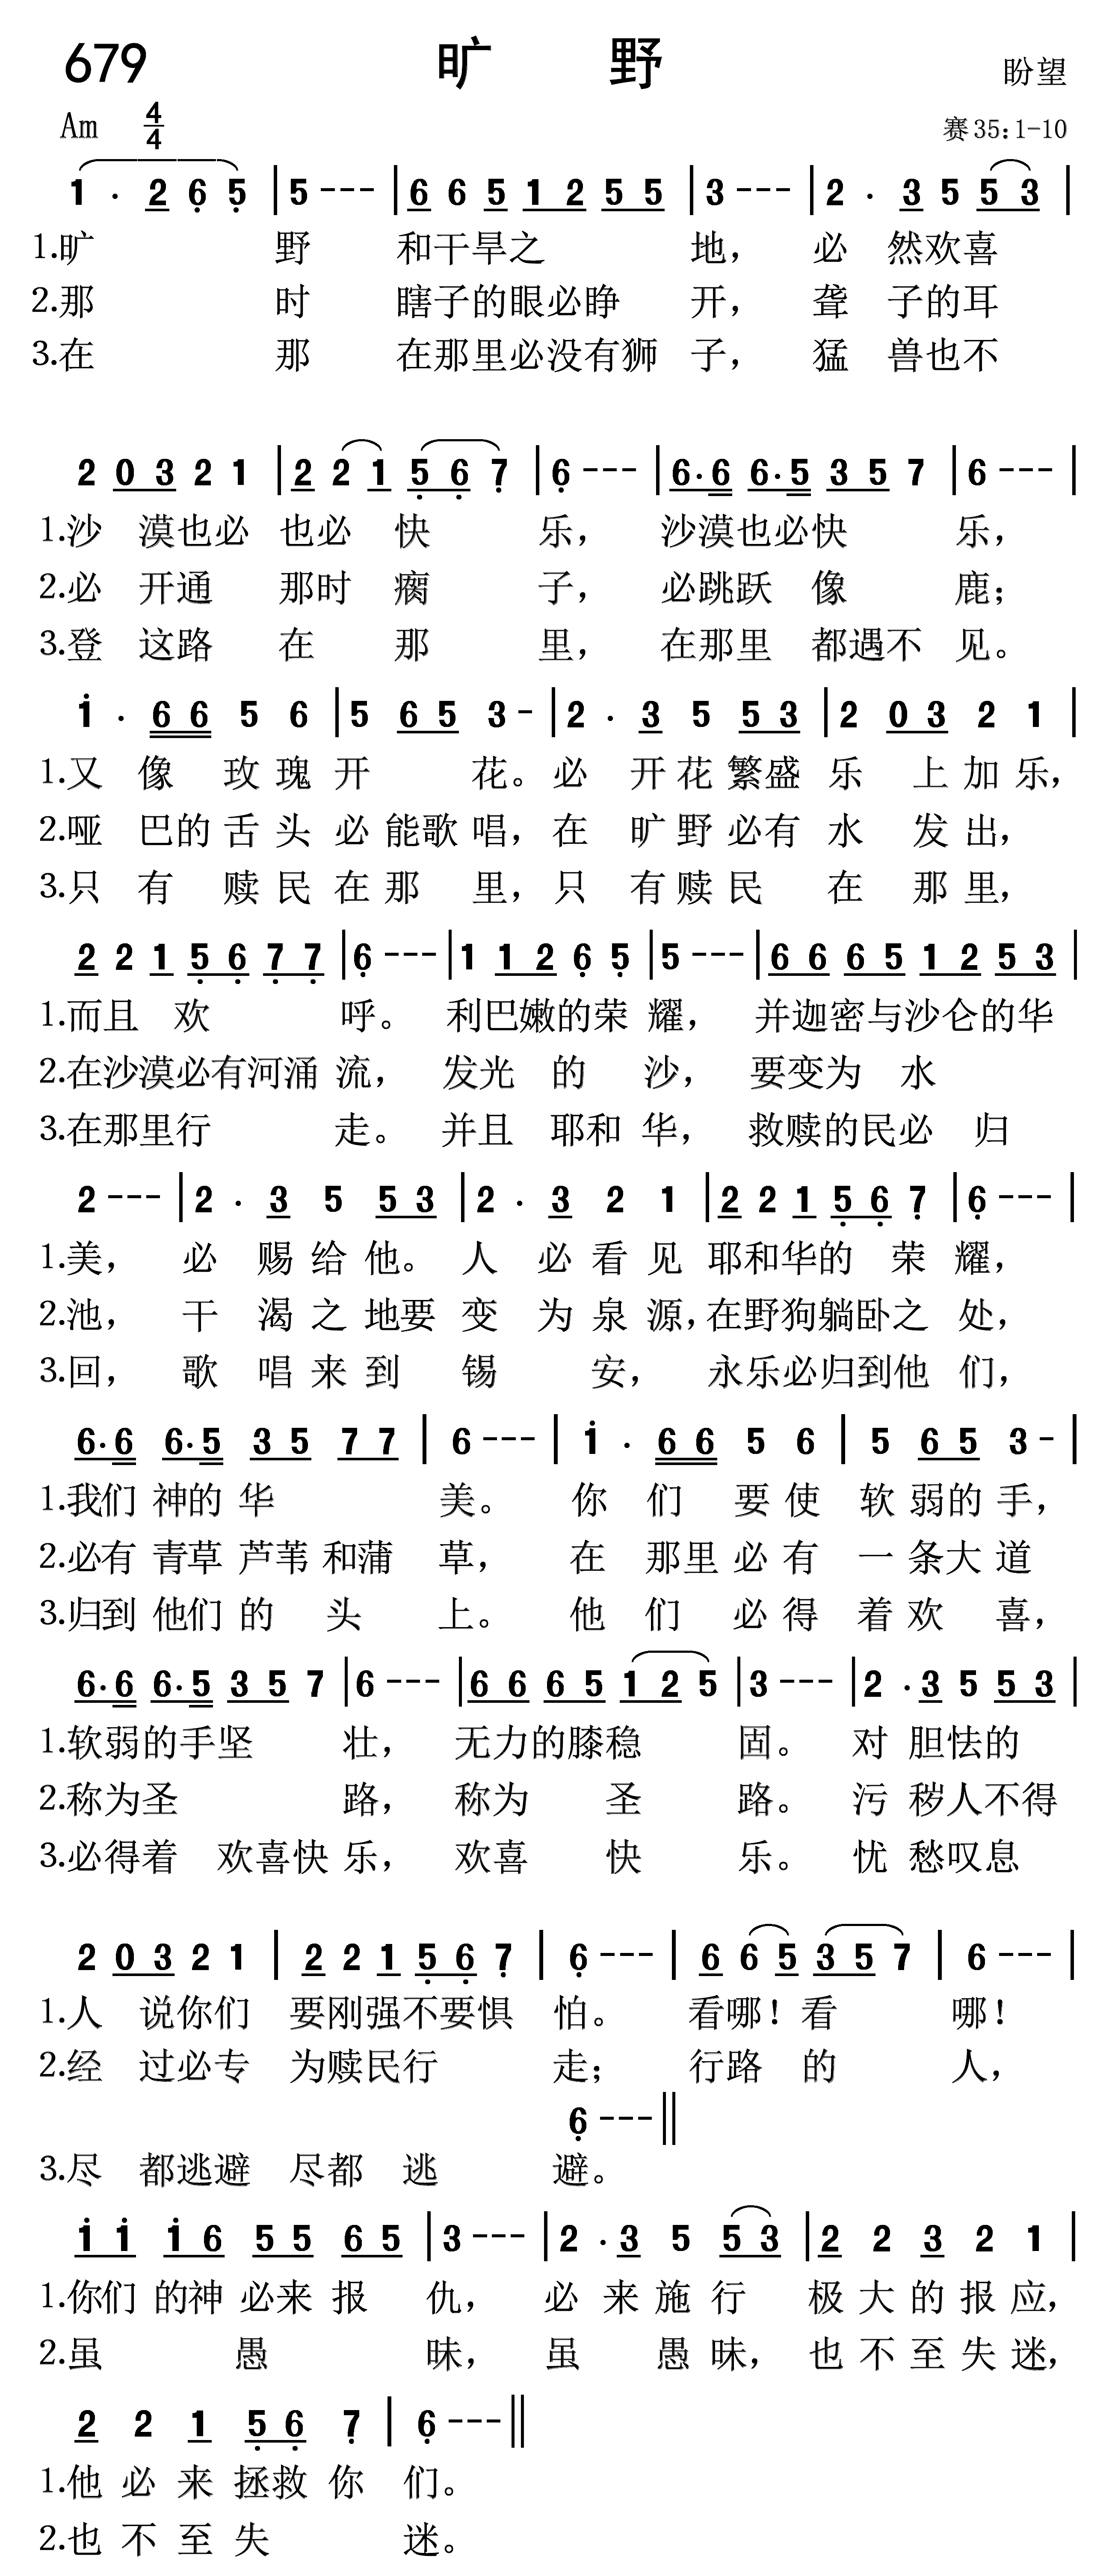 679 旷 野 盼望
Am 4/4 赛35:1-10
1 · 2 6 5 | 5 --- | 6 6 5 1 2 5 5 | 3 --- | 2 · 3 5 5 3 |
1.旷 野 和干旱之 地， 必 然欢喜
2.那 时 瞎子的眼必睁 开， 聋 子的耳
3.在 那 在那里必没有狮 子， 猛 兽也不
2 0 3 2 1 | 2 2 1 5 6 7 | 6 --- | 6·6 6·5 3 5 7 | 6 --- |
1.沙 漠也必 也必 快 乐， 沙漠也必快 乐，
2.必 开通 那时 瘸 子， 必跳跃 像 鹿；
3.登 这路 在 那 里， 在那里 都遇不 见。
1 · 6 6 5 6 | 5 6 5 3 - | 2 · 3 5 5 3 | 2 0 3 2 1 |
1.又 像 玫 瑰 开 花。 必 开 花 繁盛 乐 上 加 乐，
2.哑 巴的 舌 头 必 能歌 唱， 在 旷 野 必有 水 发 出，
3.只 有 赎 民 在 那 里， 只 有 赎 民 在 那 里，
2 2 1 5 6 7 7 | 6 --- | 1 1 2 6 5 | 5 --- | 6 6 6 5 1 2 5 3 |
1.而且 欢 呼。 利巴嫩的荣 耀， 并迦密与沙仑的华
2.在沙漠必有河涌 流， 发光 的 沙， 要变为 水
3.在那里行 走。 并且 耶和 华， 救赎的民必 归
2 --- | 2 · 3 5 5 3 | 2 · 3 2 1 | 2 2 1 5 6 7 | 6 --- |
1.美， 必 赐 给 他。 人 必 看 见 耶和华的 荣 耀，
2.池， 干 渴 之 地要 变 为 泉 源，在野狗躺卧之 处，
3.回， 歌 唱 来 到 锡 安， 永乐必归到他 们，
6·6 6·5 3 5 7 7 | 6 --- | 1 · 6 6 5 6 | 5 6 5 3 - |
1.我们 神的 华 美。 你 们 要 使 软 弱的 手，
2.必有 青草 芦苇 和蒲 草， 在 那里 必 有 一 条大 道
3.归到 他们 的 头 上。 他 们 必 得 着 欢 喜，
6·6 6·5 3 5 7 | 6 --- | 6 6 6 5 1 2 5 | 3 --- | 2 · 3 5 5 3 |
1.软弱的手坚 壮， 无力的膝稳 固。 对 胆怯的
2.称为圣 路， 称为 圣 路。 污 秽人不得
3.必得着 欢喜快 乐， 欢喜 快 乐。 忧 愁叹息
2 0 3 2 1 | 2 2 1 5 6 7 | 6 --- | 6 6 5 3 5 7 | 6 --- |
1.人 说你们 要刚强不要惧 怕。 看哪！看 哪！
2.经 过必专 为赎民行 走； 行路 的 人，
6 --- ||
3.尽 都逃避 尽都 逃 避。
1 1 1 6 5 5 6 5 | 3 --- | 2 · 3 5 5 3 | 2 2 3 2 1 |
1.你们 的神 必来 报 仇， 必 来 施 行 极 大 的 报 应，
2.虽 愚 昧， 虽 愚 昧， 也 不 至 失 迷，
2 2 1 5 6 7 | 6 --- ||
1.他 必 来 拯救 你 们。
2.也 不 至 失 迷。